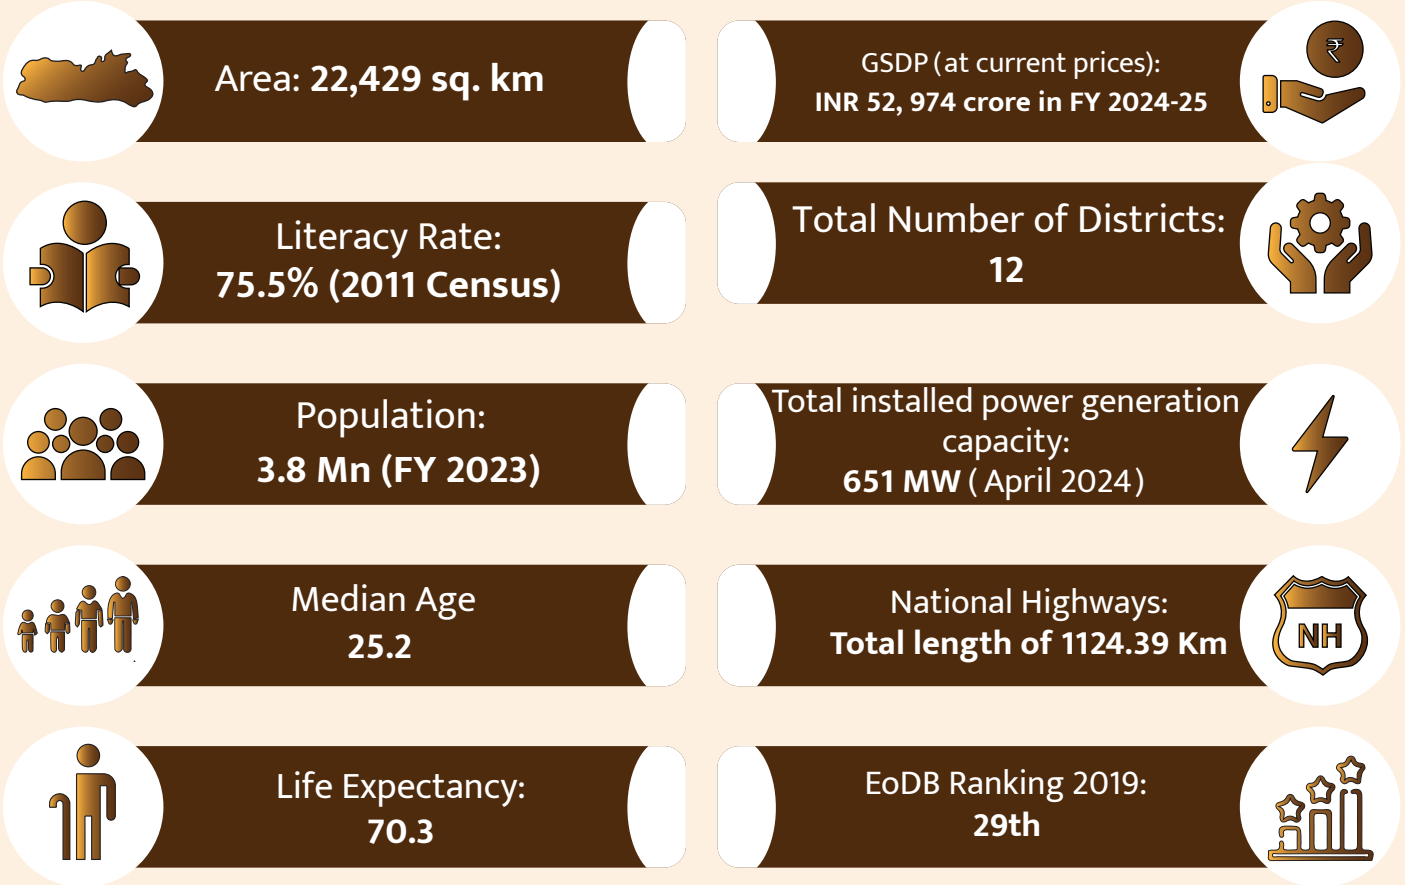 Area: 22,429 sq. km
GSDP (at current prices):
INR 52, 974 crore in FY 2024-25
₹
Literacy Rate:
75.5% (2011 Census)
Total Number of Districts:
12
Population:
3.8 Mn (FY 2023)
Total installed power generation
capacity:
651 MW ( April 2024)
Median Age
25.2
National Highways:
Total length of 1124.39 Km
NH
Life Expectancy:
70.3
EoDB Ranking 2019:
29th